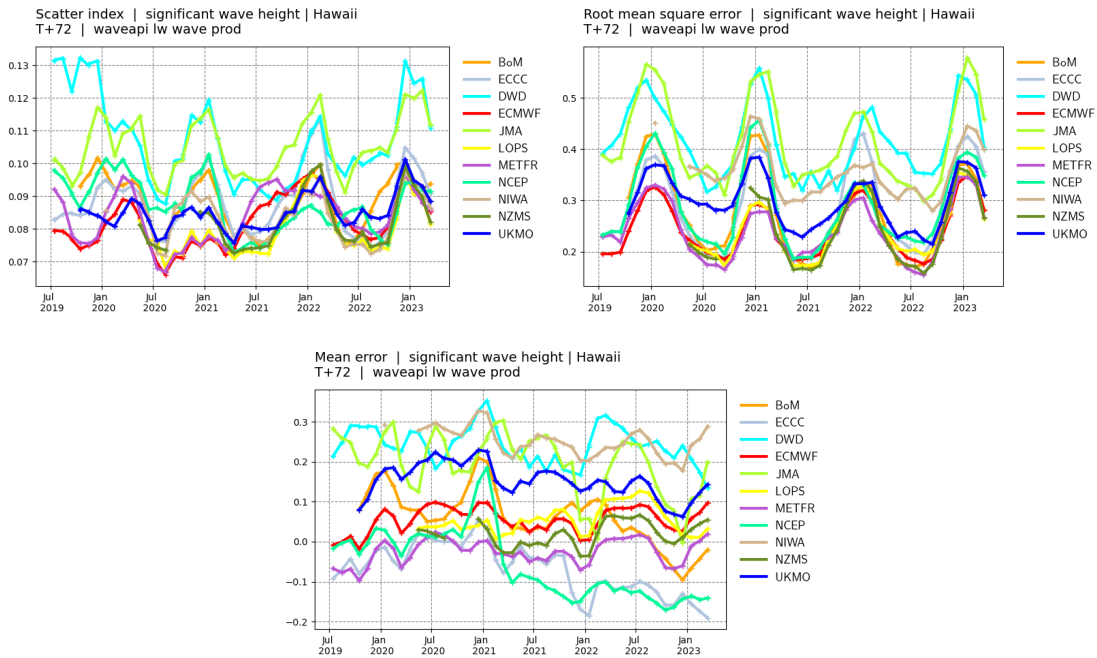 Scatter index | significant wave height | Hawaii
T+72 | waveapi lw wave prod
0.13
0.12
0.11
0.10
0.09
0.08
0.07
Jul Jan Jul Jan Jul Jan Jul Jan
2019 2020 2020 2021 2021 2022 2022 2023
BoM
ECCC
DWD
ECMWF
JMA
LOPS
METFR
NCEP
NIWA
NZMS
UKMO
Root mean square error | significant wave height | Hawaii
T+72 | waveapi lw wave prod
0.5
0.4
0.3
0.2
Jul Jan Jul Jan Jul Jan Jul Jan
2019 2020 2020 2021 2021 2022 2022 2023
BoM
ECCC
DWD
ECMWF
JMA
LOPS
METFR
NCEP
NIWA
NZMS
UKMO
Mean error | significant wave height | Hawaii
T+72 | waveapi lw wave prod
0.3
0.2
0.1
0.0
−0.1
−0.2
Jul Jan Jul Jan Jul Jan Jul Jan
2019 2020 2020 2021 2021 2022 2022 2023
BoM
ECCC
DWD
ECMWF
JMA
LOPS
METFR
NCEP
NIWA
NZMS
UKMO